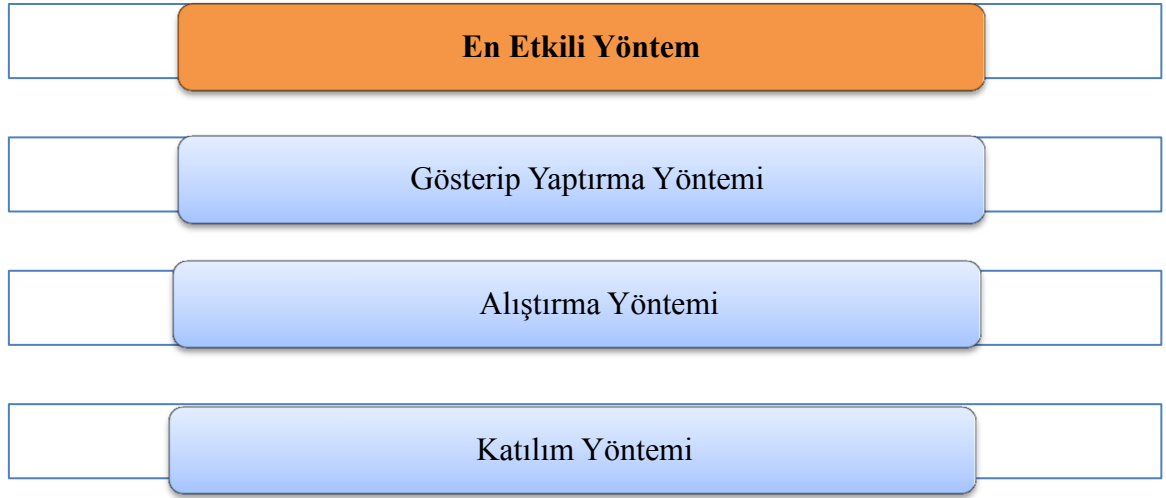 En Etkili Yöntem
Gösterip Yaptırma Yöntemi
Alıştırma Yöntemi
Katılım Yöntemi